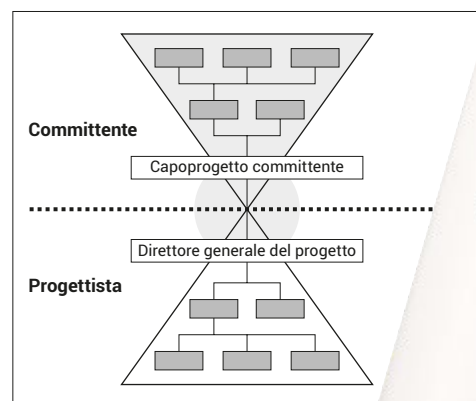 Committente
Capoprogetto committente
Direttore generale del progetto
Progettista